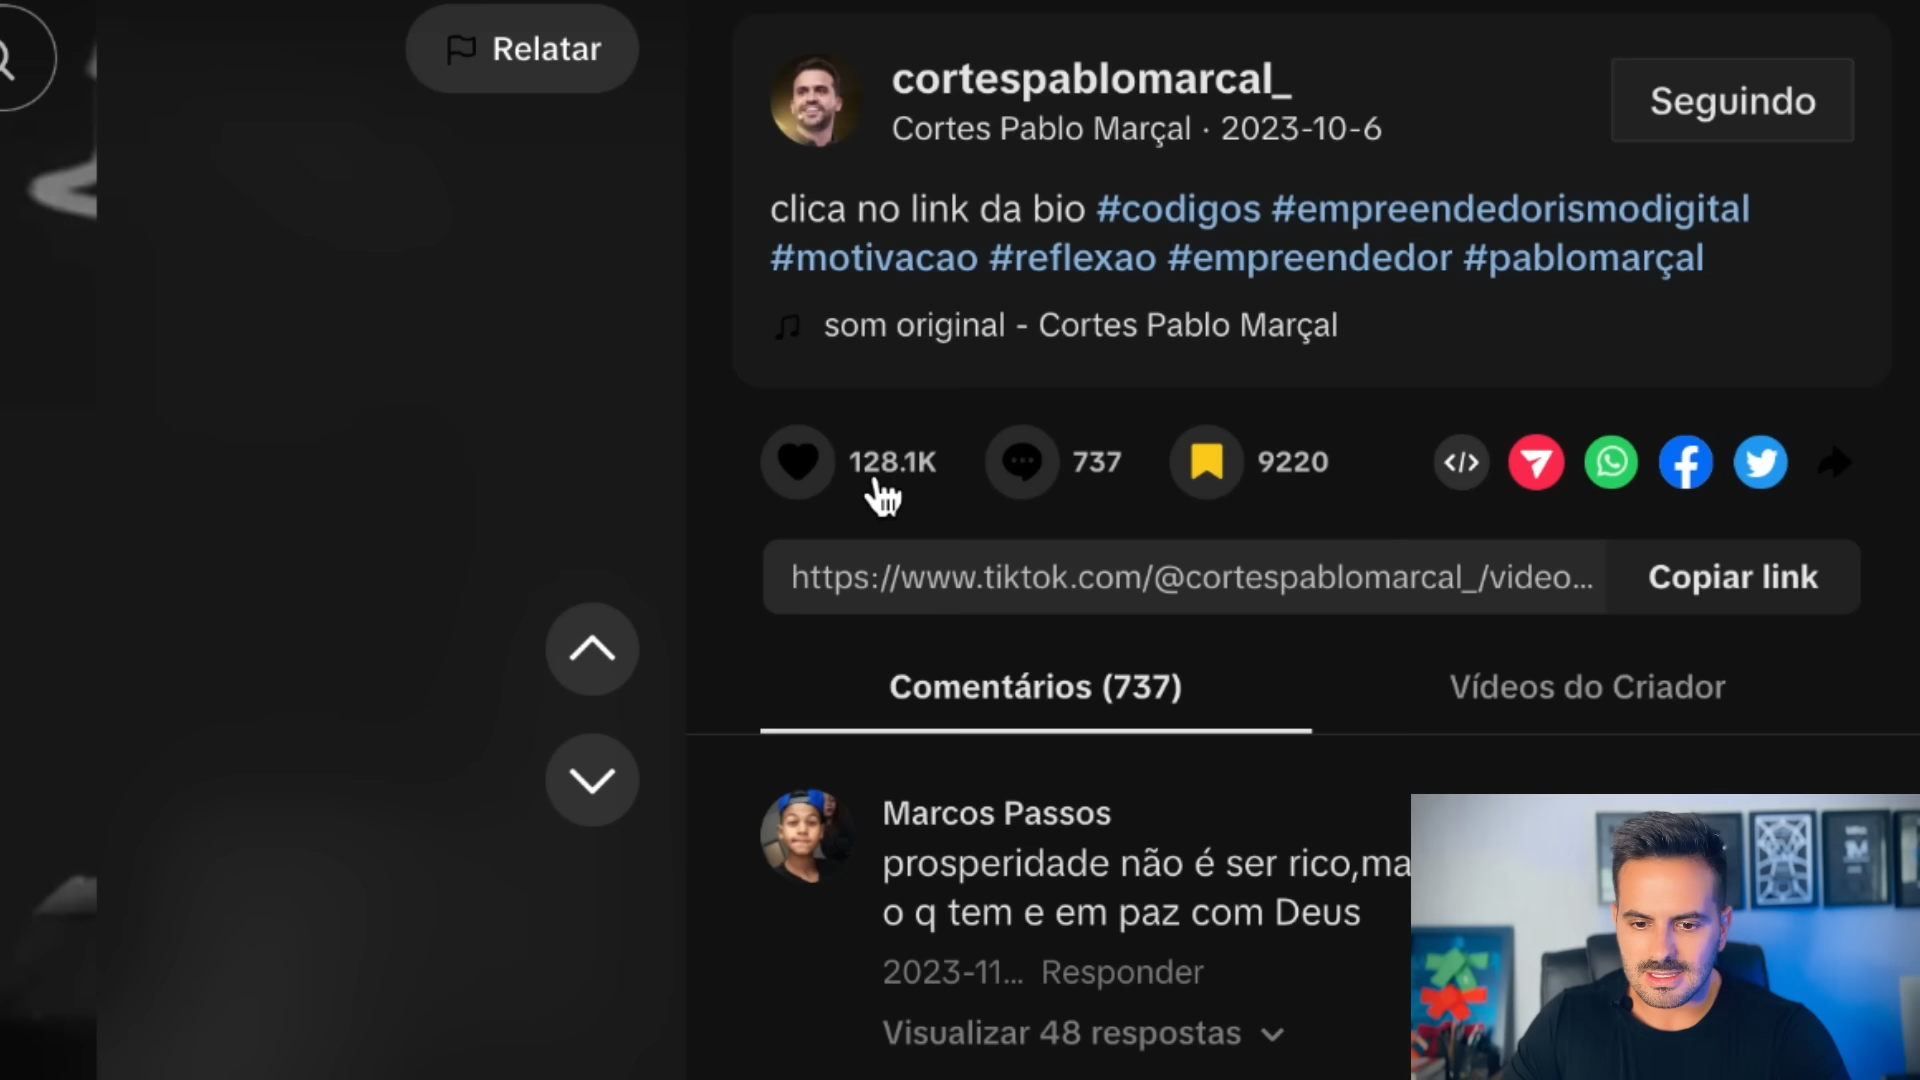 Relatar
cortespablomarcal_
Cortes Pablo Marçal · 2023-10-6
Seguindo
clica no link da bio #codigos #empreendedorismodigital
#motivacao #reflexao #empreendedor #pablomarçal
som original - Cortes Pablo Marçal
128.1K
737
9220
https://www.tiktok.com/@cortespablomarcal_/video...
Copiar link
Comentários (737)
Vídeos do Criador
Marcos Passos
prosperidade não é ser rico,ma
o q tem e em paz com Deus
2023-11... Responder
Visualizar 48 respostas